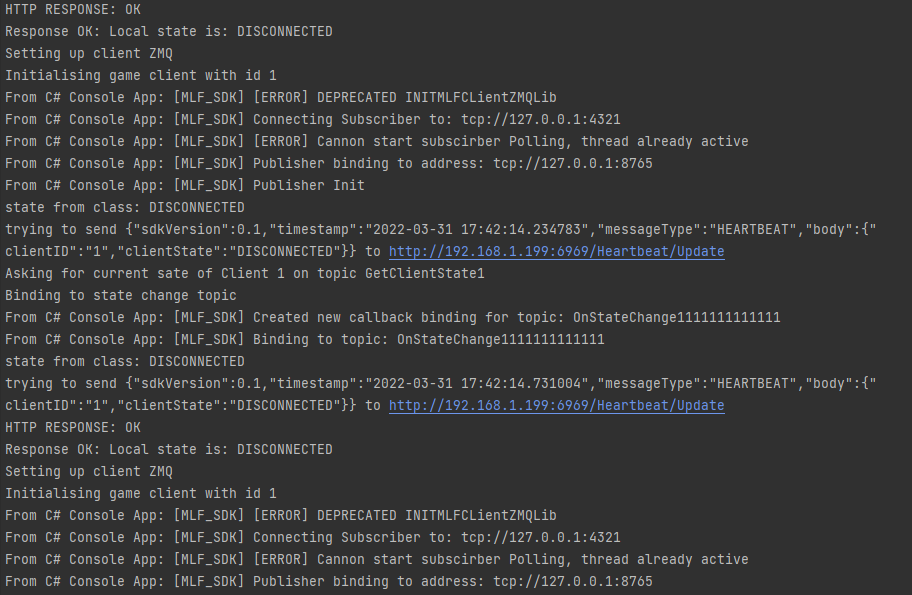 HTTP RESPONSE: OK
Response OK: Local state is: DISCONNECTED
Setting up client ZMQ
Initialising game client with id 1
From C# Console App: [MLF_SDK] [ERROR] DEPRECATED INITMLFCLientZMQLib
From C# Console App: [MLF_SDK] Connecting Subscriber to: tcp://127.0.0.1:4321
From C# Console App: [MLF_SDK] [ERROR] Cannon start subscirber Polling, thread already active
From C# Console App: [MLF_SDK] Publisher binding to address: tcp://127.0.0.1:8765
From C# Console App: [MLF_SDK] Publisher Init
state from class: DISCONNECTED
trying to send {"sdkVersion":0.1,"timestamp":"2022-03-31 17:42:14.234783","messageType":"HEARTBEAT","body":{"
clientID":"1","clientState":"DISCONNECTED"}} to http://192.168.1.199:6969/Heartbeat/Update
Asking for current sate of Client 1 on topic GetClientState1
Binding to state change topic
From C# Console App: [MLF_SDK] Created new callback binding for topic: OnStateChange1111111111111
From C# Console App: [MLF_SDK] Binding to topic: OnStateChange1111111111111
state from class: DISCONNECTED
trying to send {"sdkVersion":0.1,"timestamp":"2022-03-31 17:42:14.731004","messageType":"HEARTBEAT","body":{"
clientID":"1","clientState":"DISCONNECTED"}} to http://192.168.1.199:6969/Heartbeat/Update
HTTP RESPONSE: OK
Response OK: Local state is: DISCONNECTED
Setting up client ZMQ
Initialising game client with id 1
From C# Console App: [MLF_SDK] [ERROR] DEPRECATED INITMLFCLientZMQLib
From C# Console App: [MLF_SDK] Connecting Subscriber to: tcp://127.0.0.1:4321
From C# Console App: [MLF_SDK] [ERROR] Cannon start subscirber Polling, thread already active
From C# Console App: [MLF_SDK] Publisher binding to address: tcp://127.0.0.1:8765